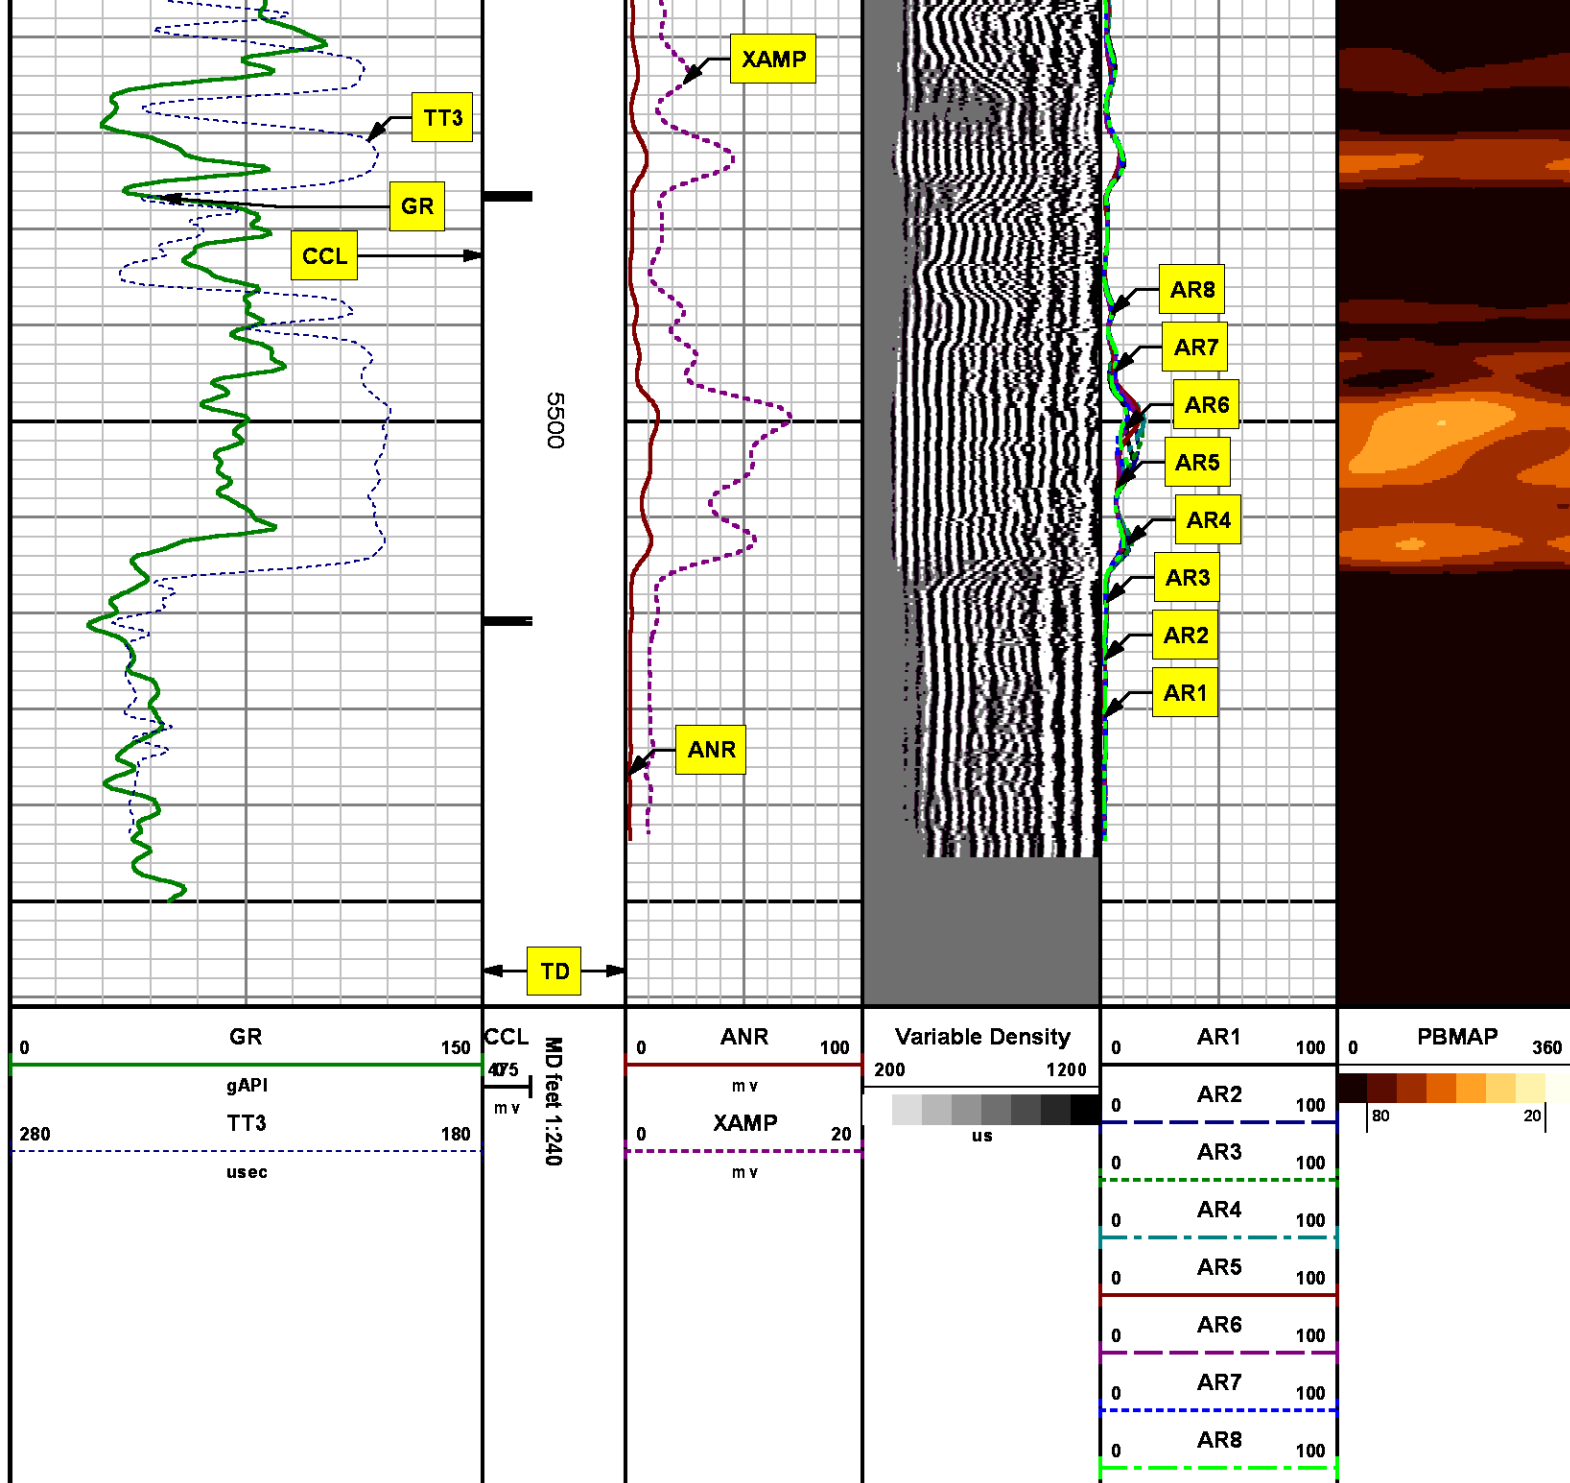 XAMP
TT3
GR
CCL
AR8
AR7
AR6
5500
AR5
AR4
AR3
AR2
AR1
ANR
TD
0 GR 150
gAPI
280 TT3 180
usec
CCL
475
mv
MD feet 1:240
0 ANR 100
mv
0 XAMP 20
mv
Variable Density
200 1200
us
0 AR1 100
0 AR2 100
0 AR3 100
0 AR4 100
0 AR5 100
0 AR6 100
0 AR7 100
0 AR8 100
0 PBMAP 360
80 20